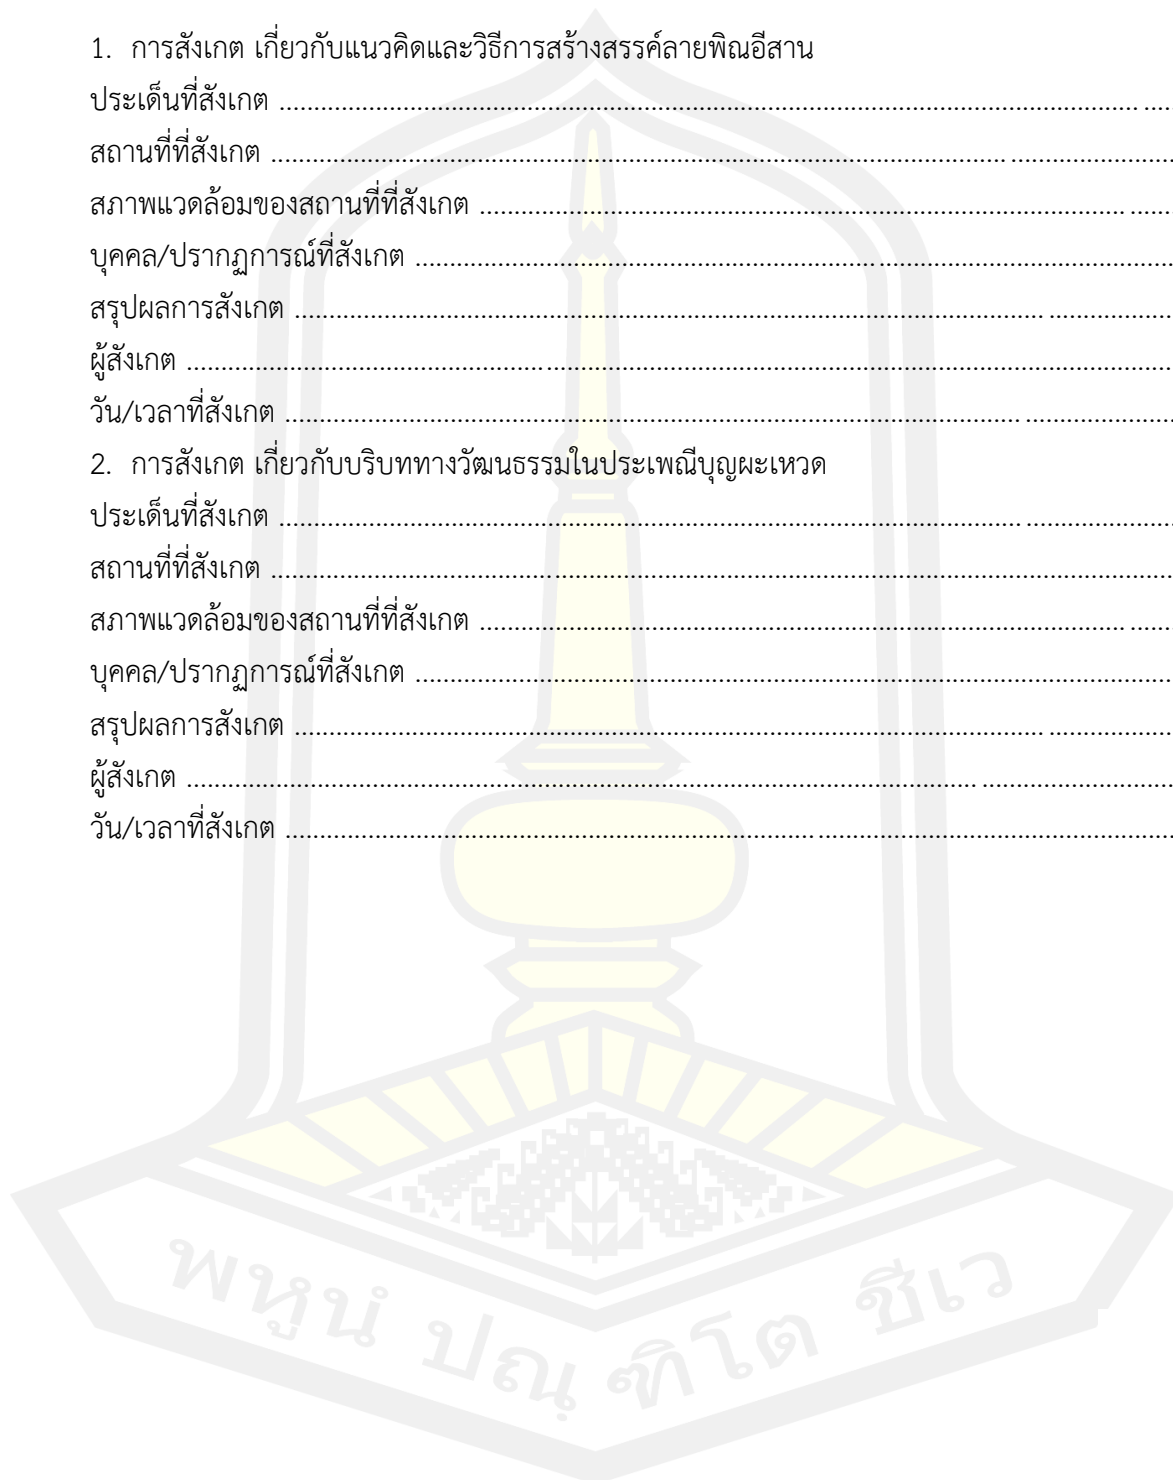 1. การสังเกต เกี่ยวกับแนวคิดและวิธีการสร้างสรรค์ลายพิณอีสาน
ประเด็นที่สังเกต ....................................................................................................
สถานที่ที่สังเกต ....................................................................................................
สภาพแวดล้อมของสถานที่ที่สังเกต ....................................................................................................
บุคคล/ปรากฏการณ์ที่สังเกต ....................................................................................................
สรุปผลการสังเกต ....................................................................................................
ผู้สังเกต ....................................................................................................
วัน/เวลาที่สังเกต ....................................................................................................
2. การสังเกต เกี่ยวกับบริบททางวัฒนธรรมในประเพณีบุญผะเหวด
ประเด็นที่สังเกต ....................................................................................................
สถานที่ที่สังเกต ....................................................................................................
สภาพแวดล้อมของสถานที่ที่สังเกต ....................................................................................................
บุคคล/ปรากฏการณ์ที่สังเกต ....................................................................................................
สรุปผลการสังเกต ....................................................................................................
ผู้สังเกต ....................................................................................................
วัน/เวลาที่สังเกต ....................................................................................................
พหูนํ ปณฺฑิโต ชีเว